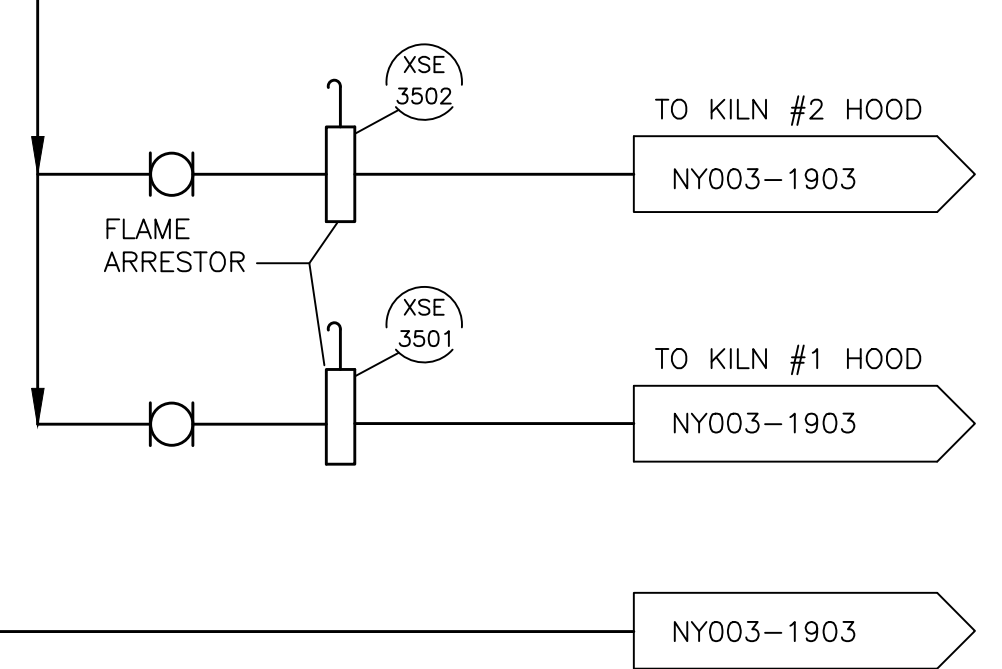 XSE
3502
TO KILN #2 HOOD
NY003-1903
FLAME
ARRESTOR
XSE
3501
TO KILN #1 HOOD
NY003-1903
NY003-1903